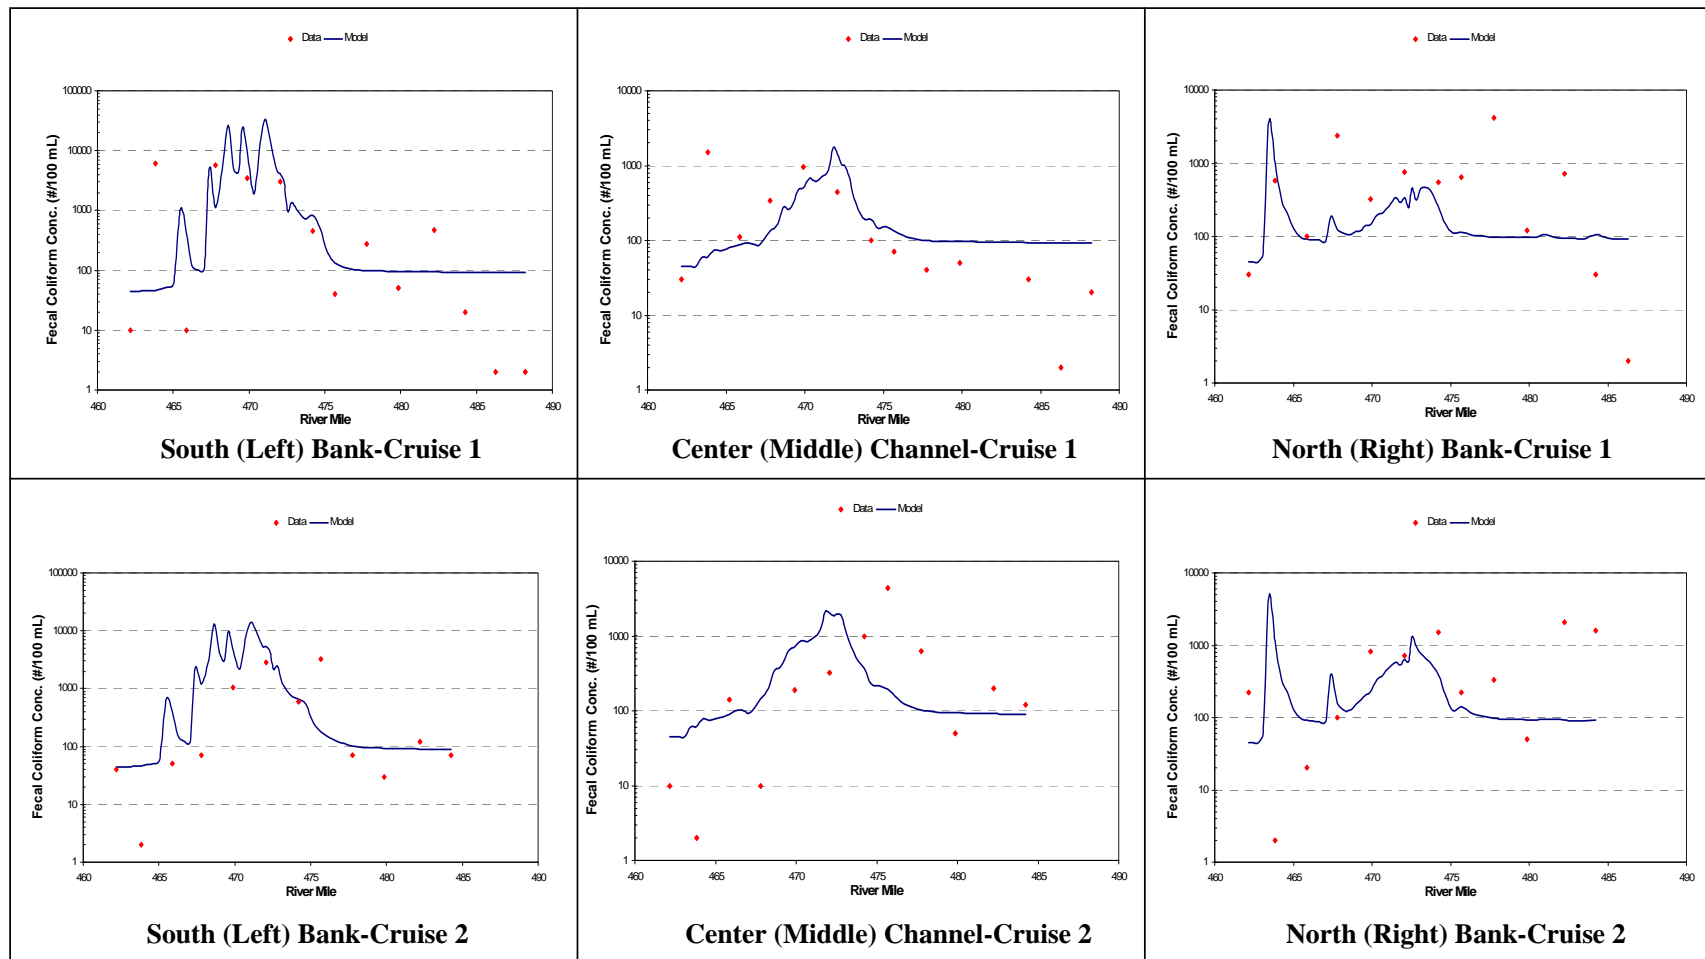 Data Model
Fecal Coliform Conc. (#/100 mL)
100000
10000
1000
100
10
1
460 465 470 475 480 485 490
River Mile
South (Left) Bank-Cruise 1
Data Model
Fecal Coliform Conc. (#/100 mL)
10000
1000
100
10
1
460 465 470 475 480 485 490
River Mile
Center (Middle) Channel-Cruise 1
Data Model
Fecal Coliform Conc. (#/100 mL)
10000
1000
100
10
1
460 465 470 475 480 485 490
River Mile
North (Right) Bank-Cruise 1
Data Model
Fecal Coliform Conc. (#/100 mL)
100000
10000
1000
100
10
1
460 465 470 475 480 485 490
River Mile
South (Left) Bank-Cruise 2
Data Model
Fecal Coliform Conc. (#/100 mL)
10000
1000
100
10
1
460 465 470 475 480 485 490
River Mile
Center (Middle) Channel-Cruise 2
Data Model
Fecal Coliform Conc. (#/100 mL)
10000
1000
100
10
1
460 465 470 475 480 485 490
River Mile
North (Right) Bank-Cruise 2